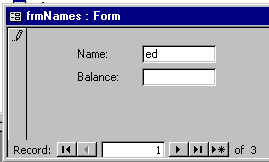 frmNames : Form
Name: ed
Balance:
Record: 1 of 3